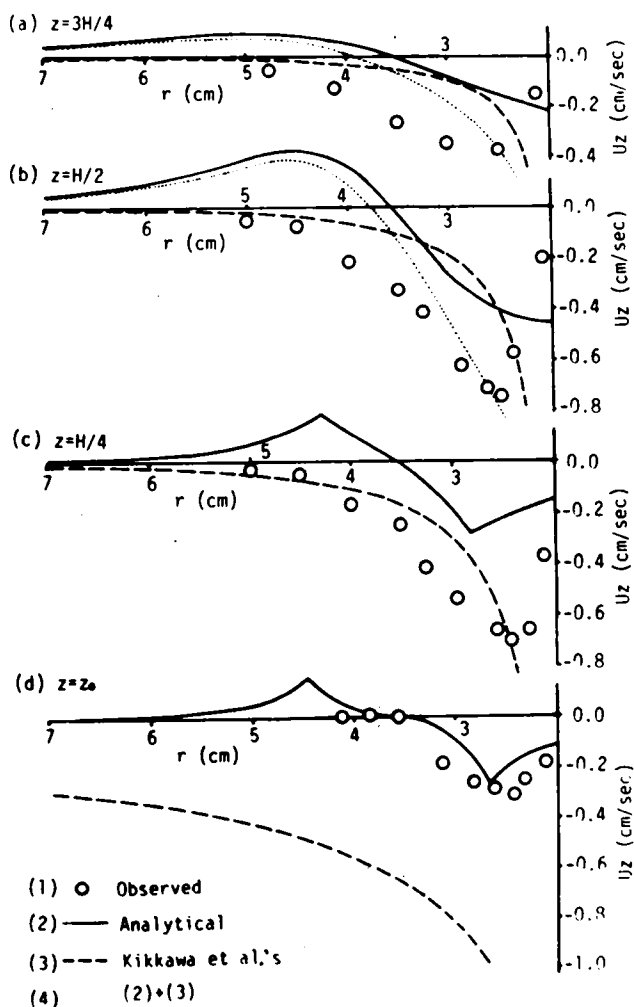 (a) z=3H/4
7 6 5 4 3
r (cm)
0.0
-0.2
-0.4
Uz (cm/sec)
(b) z=H/2
7 6 5 4 3
r (cm)
0.0
-0.2
-0.4
-0.6
-0.8
Uz (cm/sec)
(c) z=H/4
7 6 5 4 3
r (cm)
0.0
-0.2
-0.4
-0.6
-0.8
Uz (cm/sec)
(d) z=z₀
7 6 5 4 3
r (cm)
0.0
-0.2
-0.4
-0.6
-0.8
-1.0
Uz (cm/sec)
(1) Observed
(2) Analytical
(3) Kikkawa et al.'s
(4) (2)+(3)